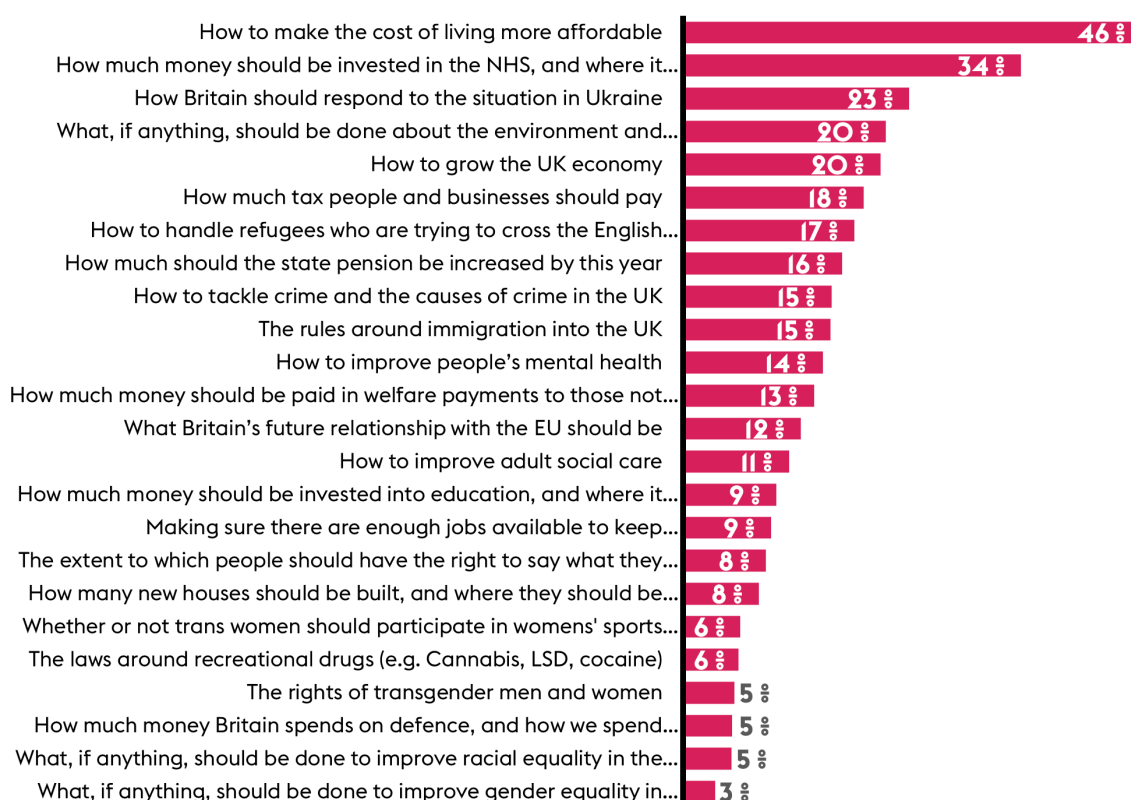 How to make the cost of living more affordable 46%
How much money should be invested in the NHS, and where it... 34%
How Britain should respond to the situation in Ukraine 23%
What, if anything, should be done about the environment and... 20%
How to grow the UK economy 20%
How much tax people and businesses should pay 18%
How to handle refugees who are trying to cross the English... 17%
How much should the state pension be increased by this year 16%
How to tackle crime and the causes of crime in the UK 15%
The rules around immigration into the UK 15%
How to improve people's mental health 14%
How much money should be paid in welfare payments to those not... 13%
What Britain's future relationship with the EU should be 12%
How to improve adult social care 11%
How much money should be invested into education, and where it... 9%
Making sure there are enough jobs available to keep... 9%
The extent to which people should have the right to say what they... 8%
How many new houses should be built, and where they should be... 8%
Whether or not trans women should participate in womens' sports... 6%
The laws around recreational drugs (e.g. Cannabis, LSD, cocaine) 6%
The rights of transgender men and women 5%
How much money Britain spends on defence, and how we spend... 5%
What, if anything, should be done to improve racial equality in the... 5%
What, if anything, should be done to improve gender equality in... 3%